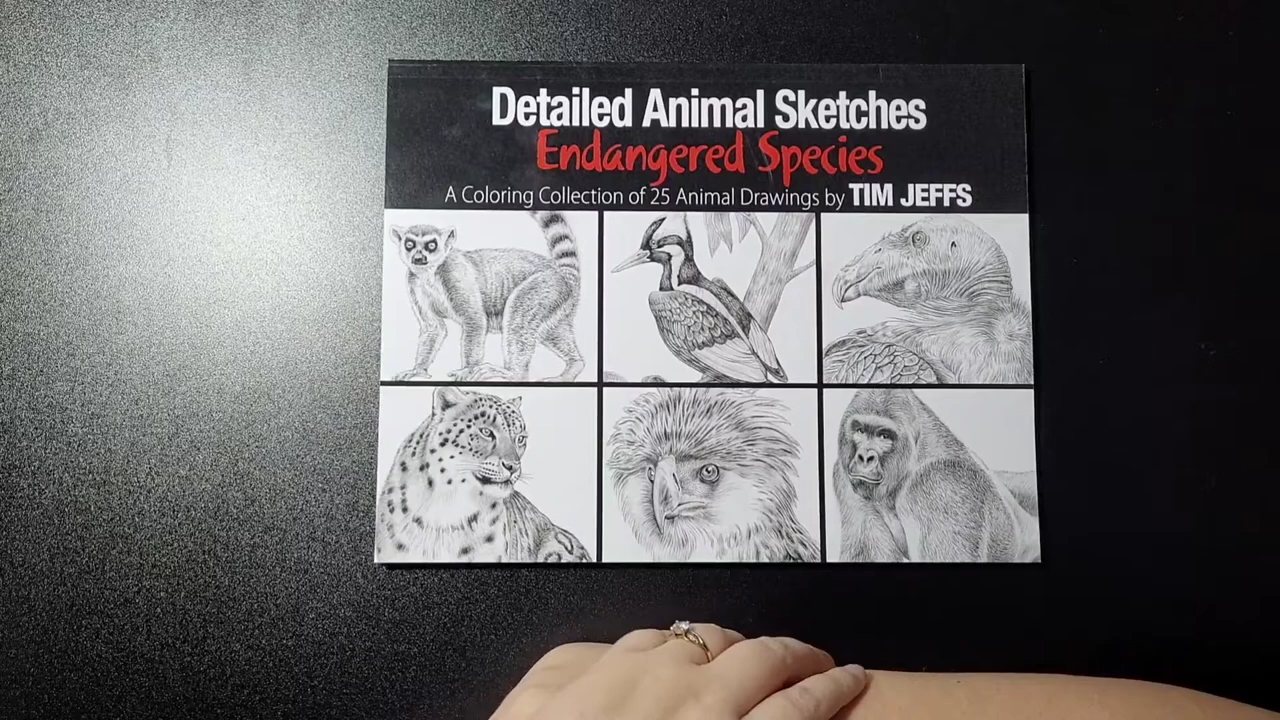 Detailed Animal Sketches
Endangered Species
A Coloring Collection of 25 Animal Drawings by TIM JEFFS